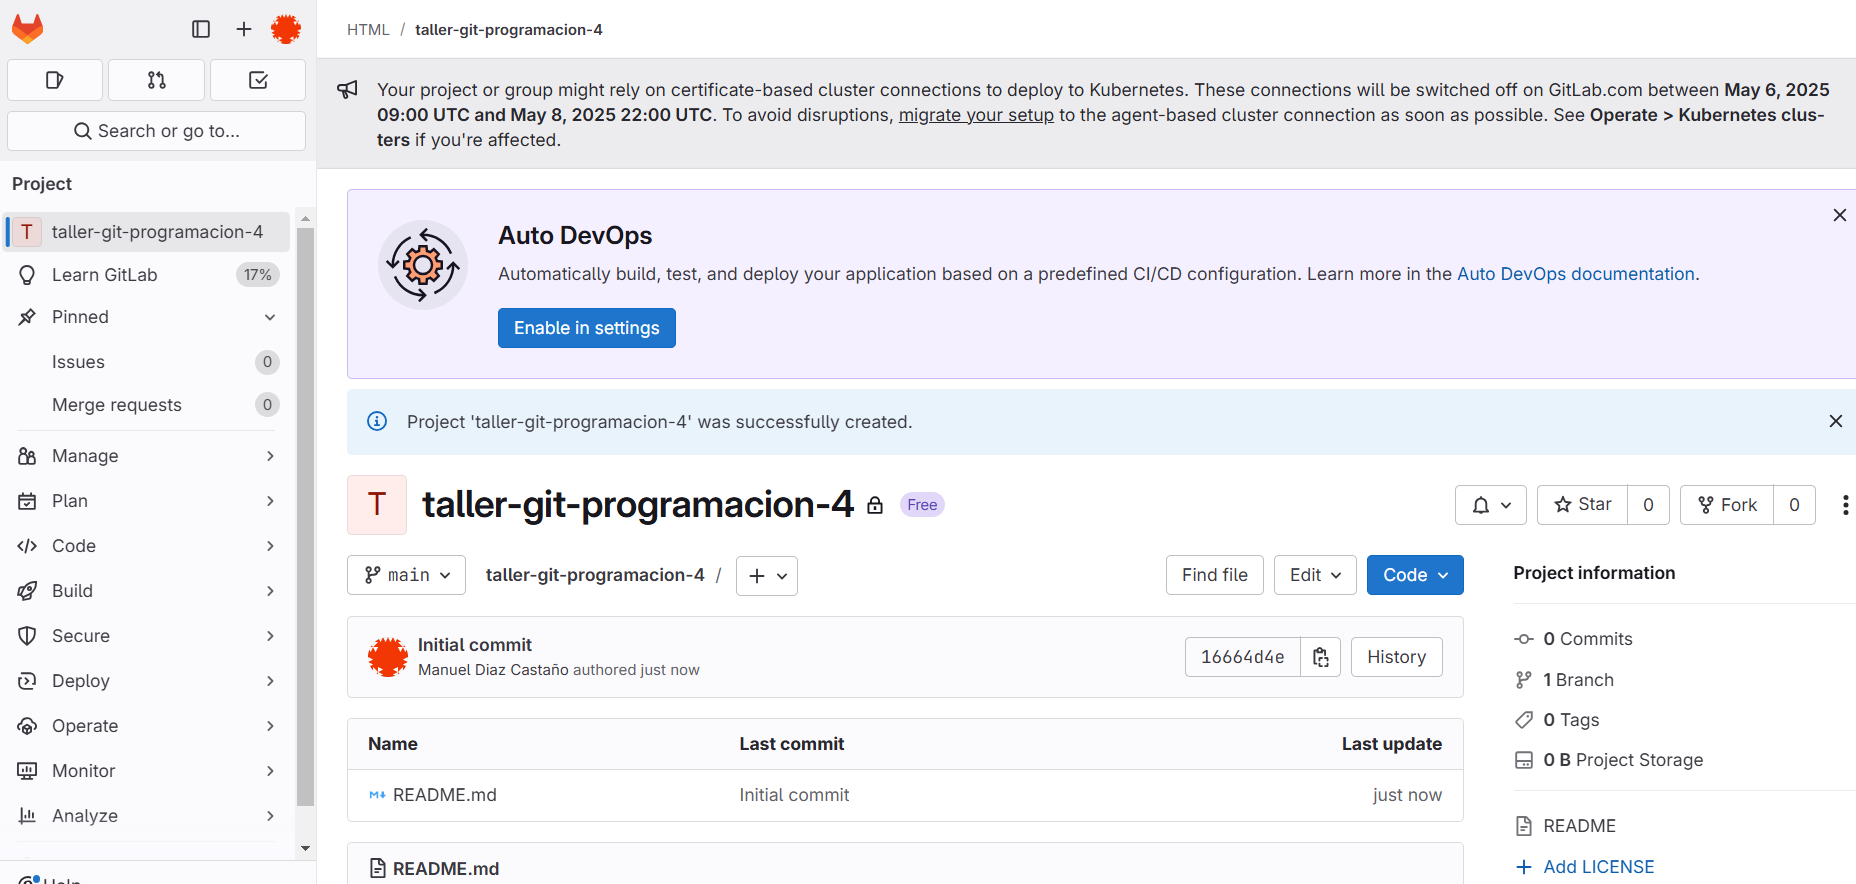 HTML / taller-git-programacion-4
Search or go to...
Your project or group might rely on certificate-based cluster connections to deploy to Kubernetes. These connections will be switched off on GitLab.com between May 6, 2025
09:00 UTC and May 8, 2025 22:00 UTC. To avoid disruptions, migrate your setup to the agent-based cluster connection as soon as possible. See Operate > Kubernetes clus-
ters if you're affected.
Project
T taller-git-programacion-4
Learn GitLab 17%
Pinned
Issues 0
Merge requests 0
Manage
Plan
Code
Build
Secure
Deploy
Operate
Monitor
Analyze
Help
Auto DevOps
Automatically build, test, and deploy your application based on a predefined CI/CD configuration. Learn more in the Auto DevOps documentation.
Enable in settings
Project 'taller-git-programacion-4' was successfully created.
T taller-git-programacion-4 Free
Star 0 Fork 0
main taller-git-programacion-4 / + Find file Edit Code
Initial commit
Manuel Diaz Castaño authored just now
16664d4e History
Name Last commit Last update
README.md Initial commit just now
README.md
Project information
0 Commits
1 Branch
0 Tags
0 B Project Storage
README
+ Add LICENSE